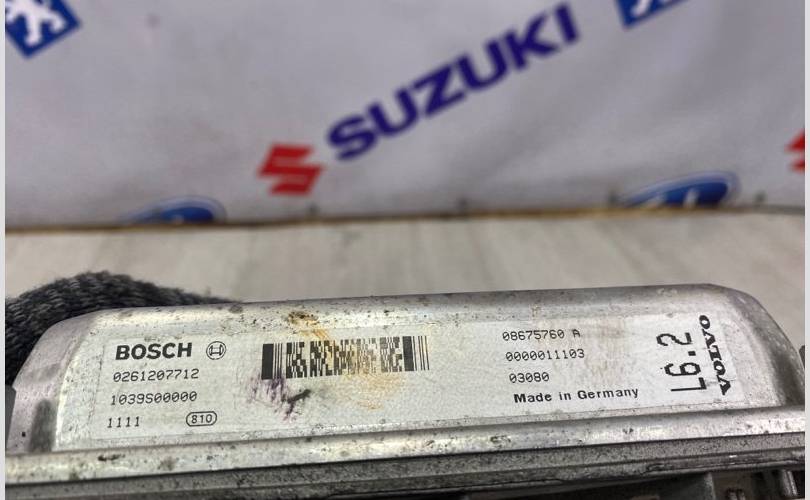 SUZUKI
BOSCH
0261207712
1039S00000
1111 810
08675760 A
0000011103
03080
Made in Germany
L6.2
VOLVO